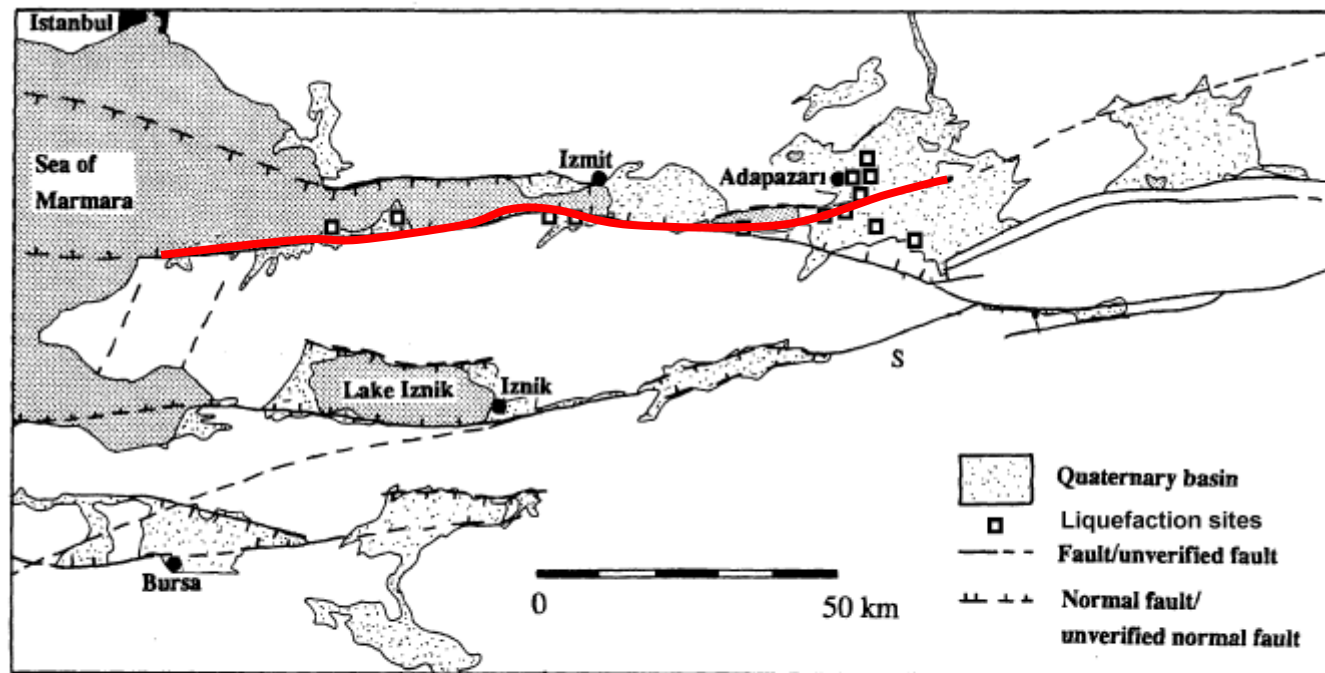 Istanbul
Sea of
Marmara
Izmit
Adapazarı
Lake Iznik
Iznik
S
Bursa
0
50 km
Quaternary basin
Liquefaction sites
Fault/unverified fault
Normal fault/
unverified normal fault